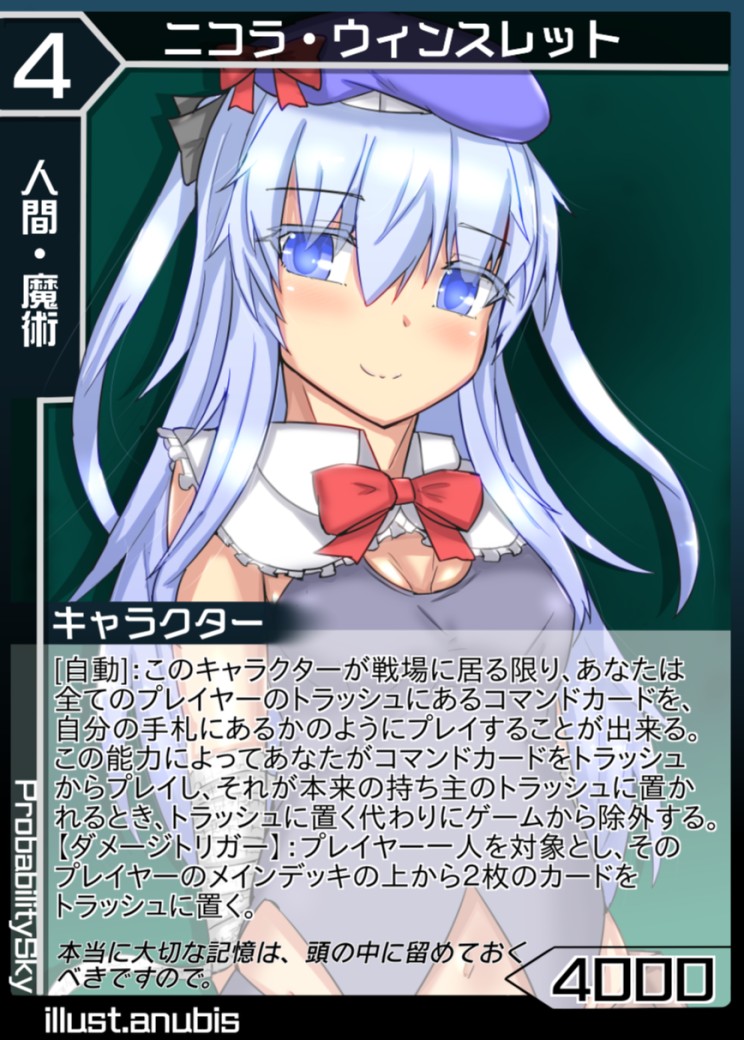 4
ニコラ・ウィンスレット
人間・魔術
キャラクター
[自動]:このキャラクターが戦場に居る限り、あなたは
全てのプレイヤーのトラッシュにあるコマンドカードを、
自分の手札にあるかのようにプレイすることが出来る。
この能力によってあなたがコマンドカードをトラッシュ
からプレイし、それが本来の持ち主のトラッシュに置か
れるとき、トラッシュに置く代わりにゲームから除外する。
【ダメージトリガー】:プレイヤー一人を対象とし、その
プレイヤーのメインデッキの上から2枚のカードを
トラッシュに置く。
本当に大切な記憶は、頭の中に留めておく
べきですので。
4000
ProbabilitySky
illust.anubis